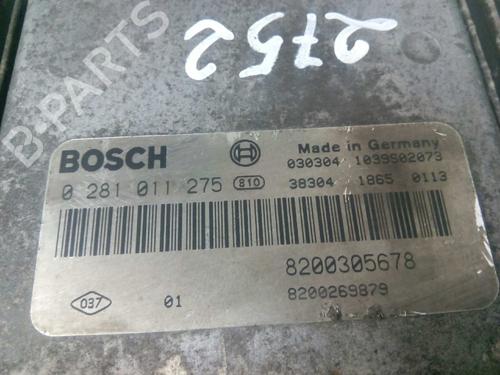 2752
B-PARTS
BOSCH
Made in Germany
030304 1039S02073
0 281 011 275 810
38304 1865 0113
8200305678
037 01 8200269879